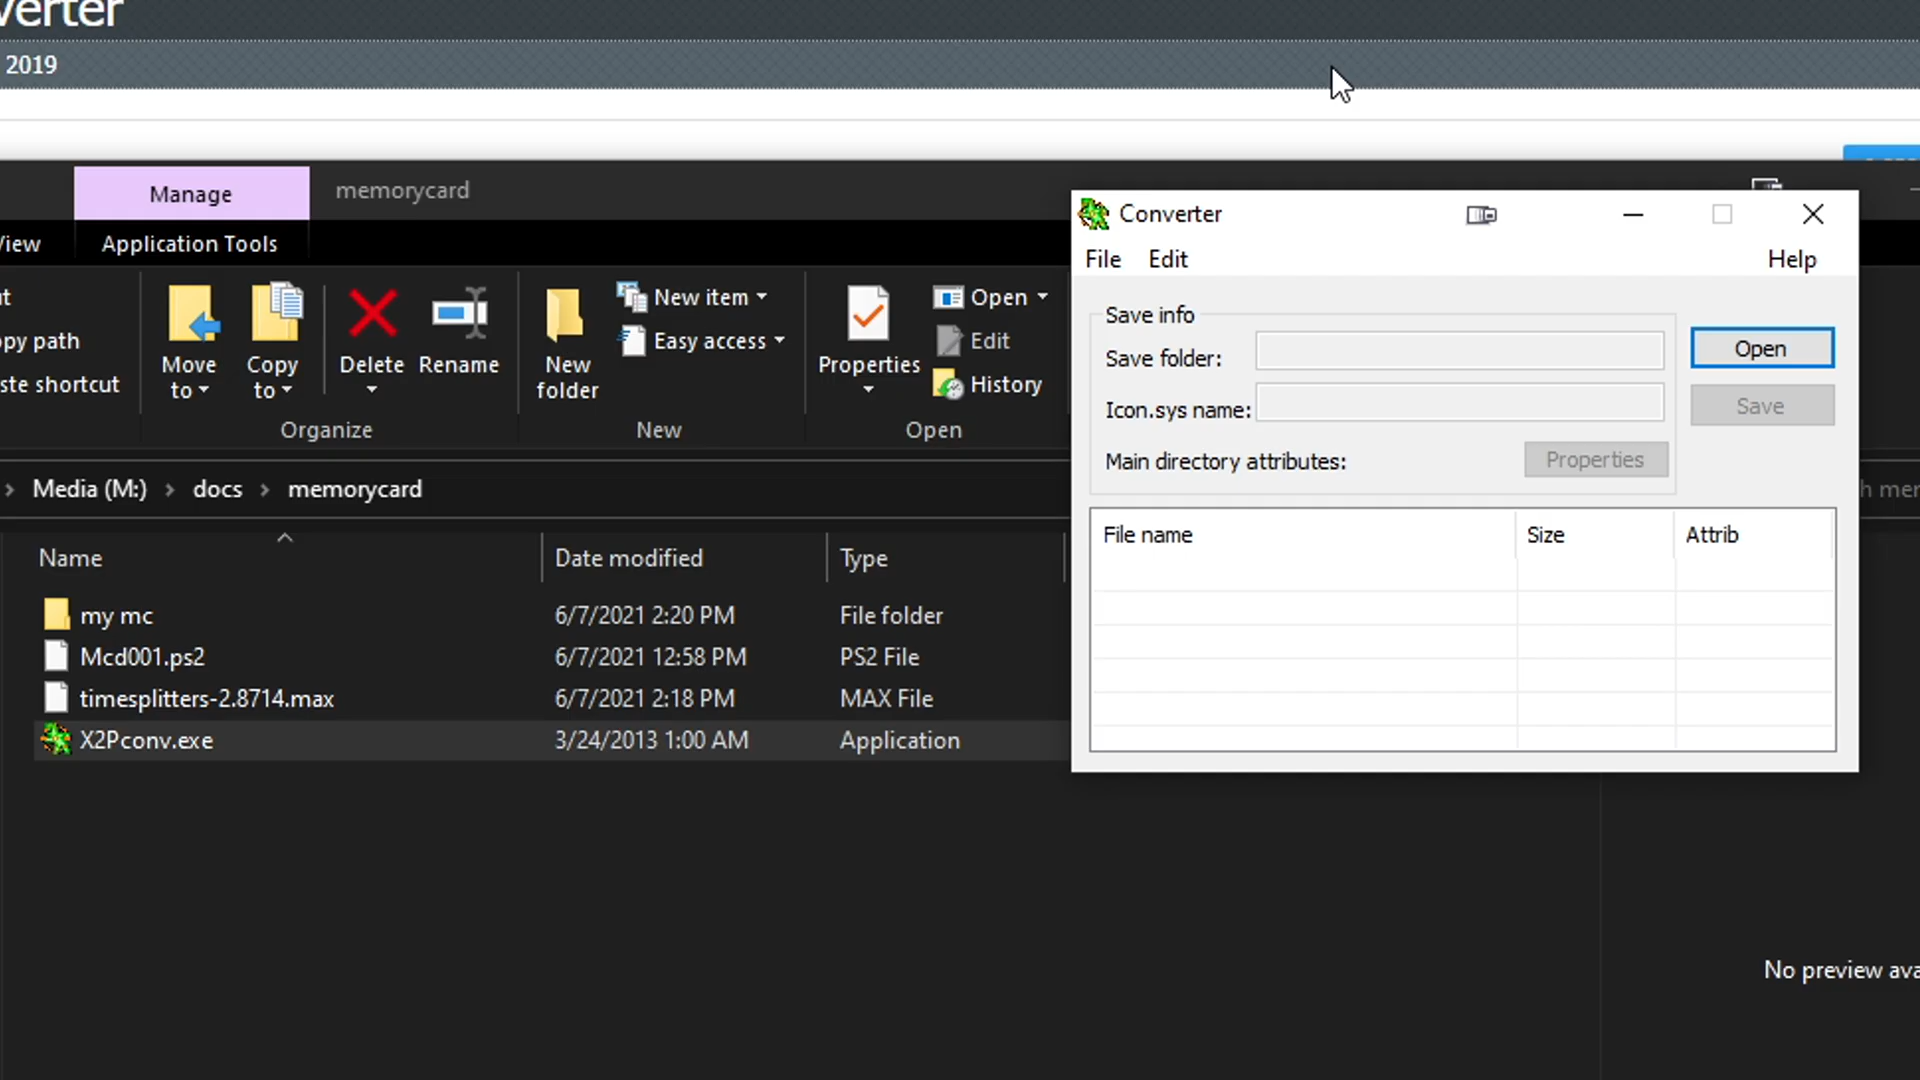 verter
2019
Manage
memorycard
View
Application Tools
Move to
Copy to
Delete
Rename
New folder
New item
Easy access
Properties
Open
Edit
History
Organize
New
Open
Media (M:) > docs > memorycard
Name
Date modified
Type
my mc 6/7/2021 2:20 PM File folder
Mcd001.ps2 6/7/2021 12:58 PM PS2 File
timesplitters-2.8714.max 6/7/2021 2:18 PM MAX File
X2Pconv.exe 3/24/2013 1:00 AM Application
Converter
File Edit Help
Save info
Save folder:
Open
Icon.sys name:
Save
Main directory attributes:
Properties
File name Size Attrib
opy path
ste shortcut
No preview ava